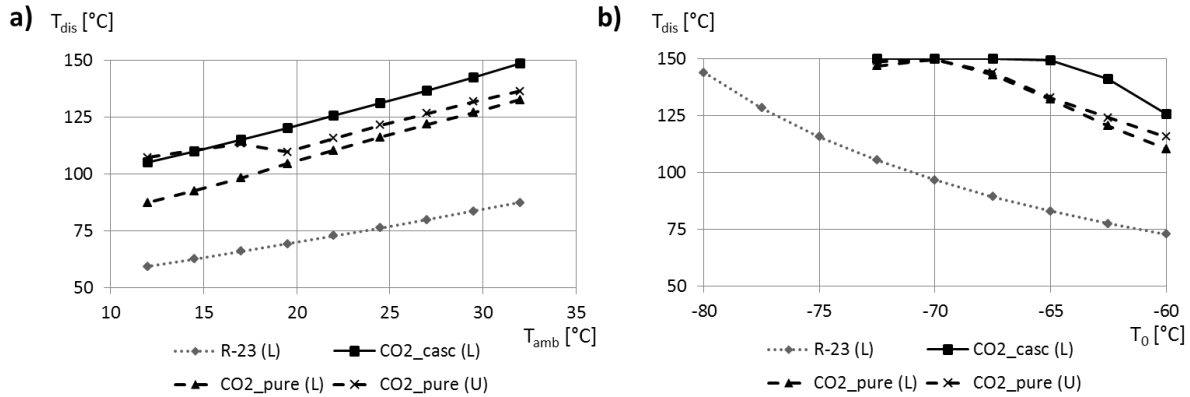 a)
T_dis [°C]
150
125
100
75
50
10 15 20 25 30 35
T_amb [°C]
R-23 (L)
CO2_casc (L)
CO2_pure (L)
CO2_pure (U)
b)
T_dis [°C]
150
125
100
75
50
-80 -75 -70 -65 -60
T_0 [°C]
R-23 (L)
CO2_casc (L)
CO2_pure (L)
CO2_pure (U)